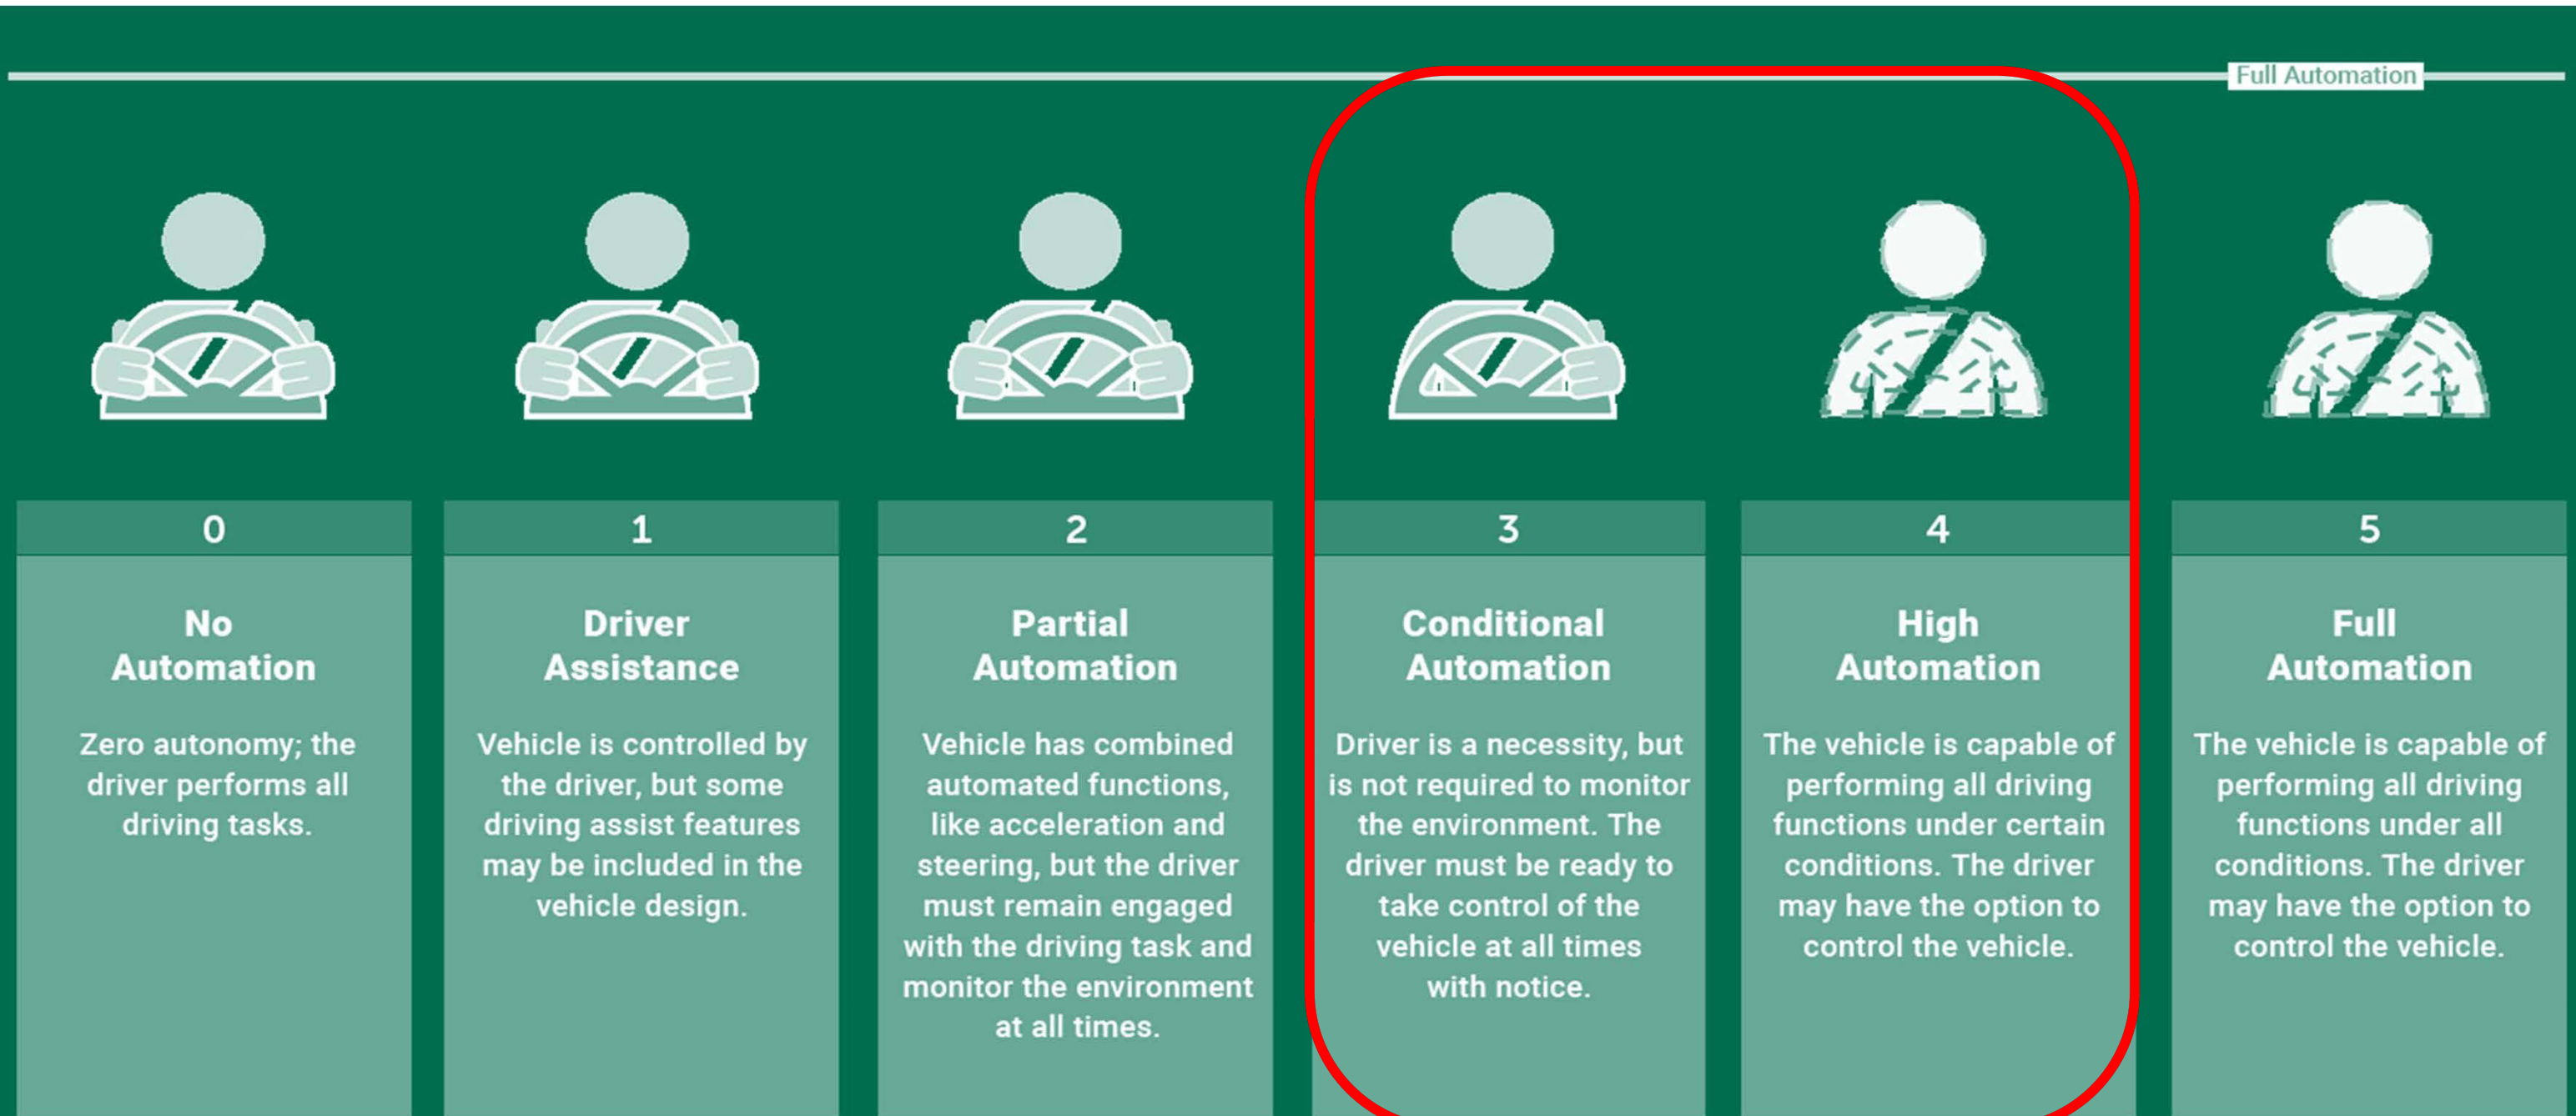 Full Automation
0
No
Automation
Zero autonomy; the
driver performs all
driving tasks.
1
Driver
Assistance
Vehicle is controlled by
the driver, but some
driving assist features
may be included in the
vehicle design.
2
Partial
Automation
Vehicle has combined
automated functions,
like acceleration and
steering, but the driver
must remain engaged
with the driving task and
monitor the environment
at all times.
3
Conditional
Automation
Driver is a necessity, but
is not required to monitor
the environment. The
driver must be ready to
take control of the
vehicle at all times
with notice.
4
High
Automation
The vehicle is capable of
performing all driving
functions under certain
conditions. The driver
may have the option to
control the vehicle.
5
Full
Automation
The vehicle is capable of
performing all driving
functions under all
conditions. The driver
may have the option to
control the vehicle.